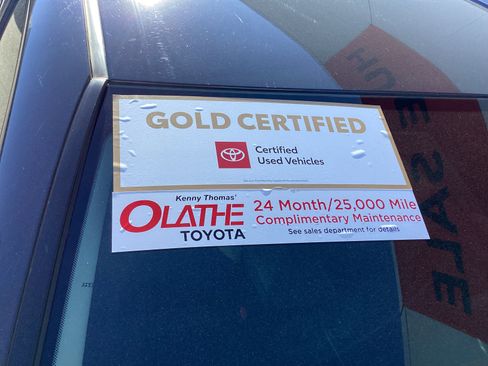 GOLD CERTIFIED
Certified
Used Vehicles
Kenny Thomas'
OLATHE
TOYOTA
24 Month/25,000 Mile
Complimentary Maintenance
See sales department for details
SALE